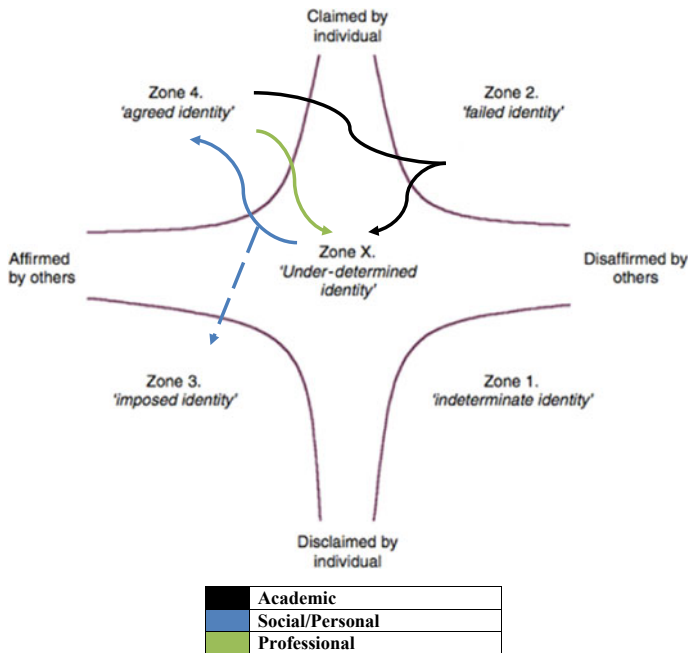 Claimed by
individual
Zone 4.
'agreed identity'
Zone 2.
'failed identity'
Affirmed
by others
Zone X.
'Under-determined
identity'
Disaffirmed by
others
Zone 3.
'imposed identity'
Zone 1.
'indeterminate identity'
Disclaimed by
individual
Academic
Social/Personal
Professional